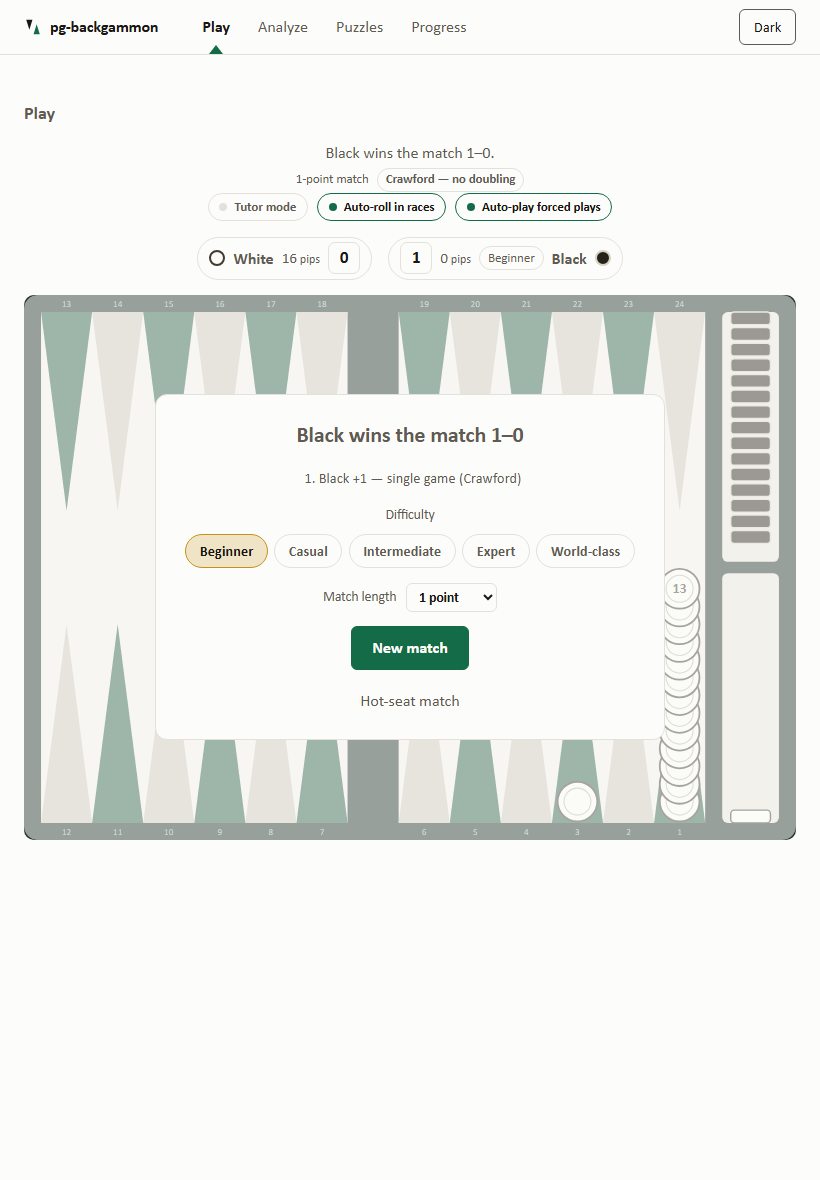 pg-backgammon Play Analyze Puzzles Progress Dark
Play
Black wins the match 1–0.
1-point match Crawford — no doubling
Tutor mode Auto-roll in races Auto-play forced plays
White 16 pips 0 1 0 pips Beginner Black
13 14 15 16 17 18 19 20 21 22 23 24
Black wins the match 1–0
1. Black +1 — single game (Crawford)
Difficulty
Beginner Casual Intermediate Expert World-class
Match length 1 point
13
New match
Hot-seat match
12 11 10 9 8 7 6 5 4 3 2 1